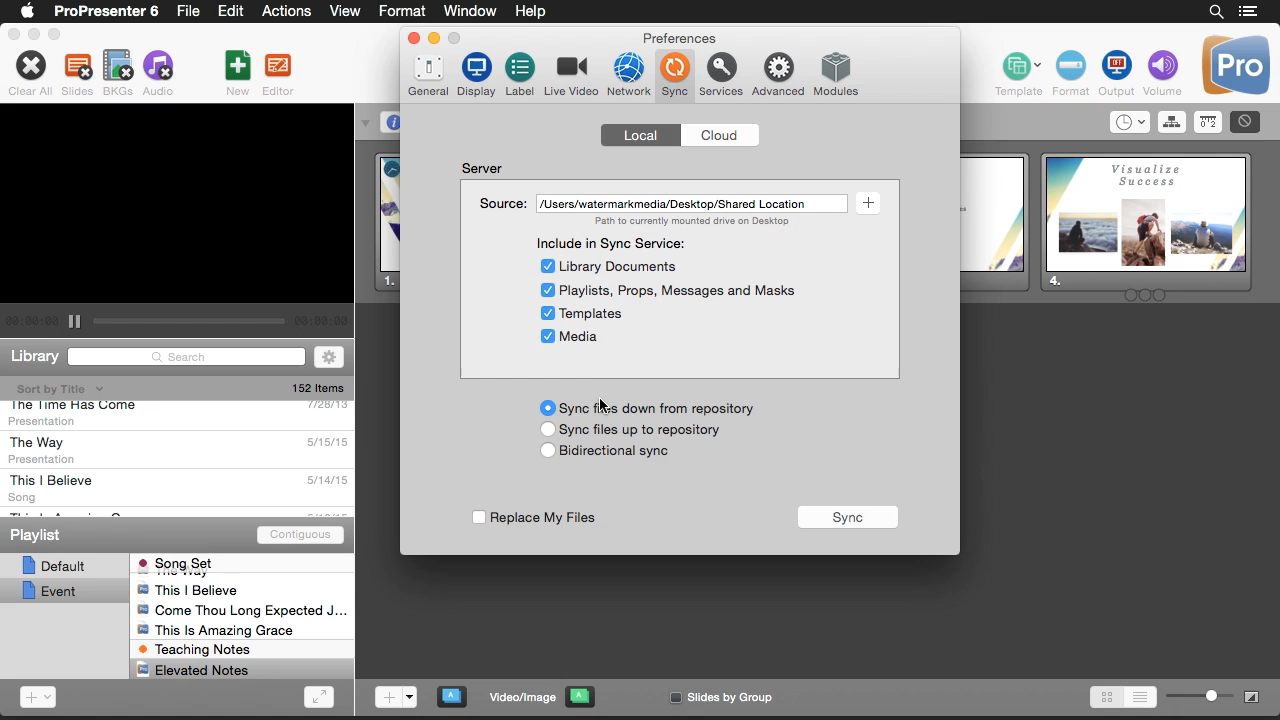 ProPresenter 6 File Edit Actions View Format Window Help
Preferences
Clear All Slides BKGs Audio New Editor
General Display Label Live Video Network Sync Services Advanced Modules
Template Format Output Volume
Pro
Local Cloud
Server
Source: /Users/watermarkmedia/Desktop/Shared Location
Path to currently mounted drive on Desktop
Include in Sync Service:
Library Documents
Playlists, Props, Messages and Masks
Templates
Media
Sync files down from repository
Sync files up to repository
Bidirectional sync
Replace My Files Sync
Visualize
Success
1.
4.
00:00:00 00:00:00
Library Search
Sort by Title 152 Items
The Time Has Come 7/28/13
Presentation
The Way 5/15/15
Presentation
This I Believe 5/14/15
Song
Playlist Contiguous
Default
Event
Song Set
The Way
This I Believe
Come Thou Long Expected J...
This Is Amazing Grace
Teaching Notes
Elevated Notes
Video/Image Slides by Group